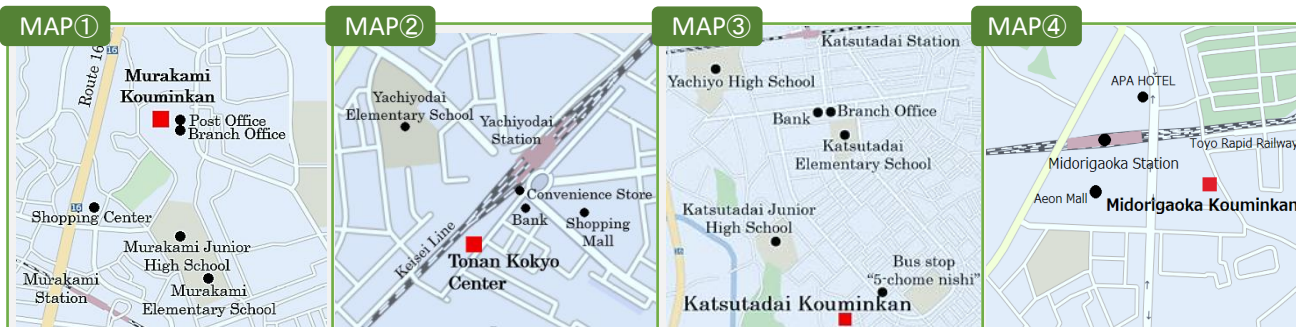 MAP①
Route 16
16
Murakami
Kouminkan
Post Office
Branch Office
16
Shopping Center
Murakami Junior
High School
Murakami
Station
Murakami
Elementary School
MAP②
Yachiyodai
Elementary School
Yachiyodai
Station
Convenience Store
Bank
Shopping
Mall
Keisei Line
Tonan Kokyo
Center
MAP③
Katsutadai Station
Yachiyo High School
Bank
Branch Office
Katsutadai
Elementary School
Katsutadai Junior
High School
Bus stop
“5-chome nishi”
Katsutadai Kouminkan
MAP④
APA HOTEL
Toyo Rapid Railway
Midorigaoka Station
Aeon Mall
Midorigaoka Kouminkan